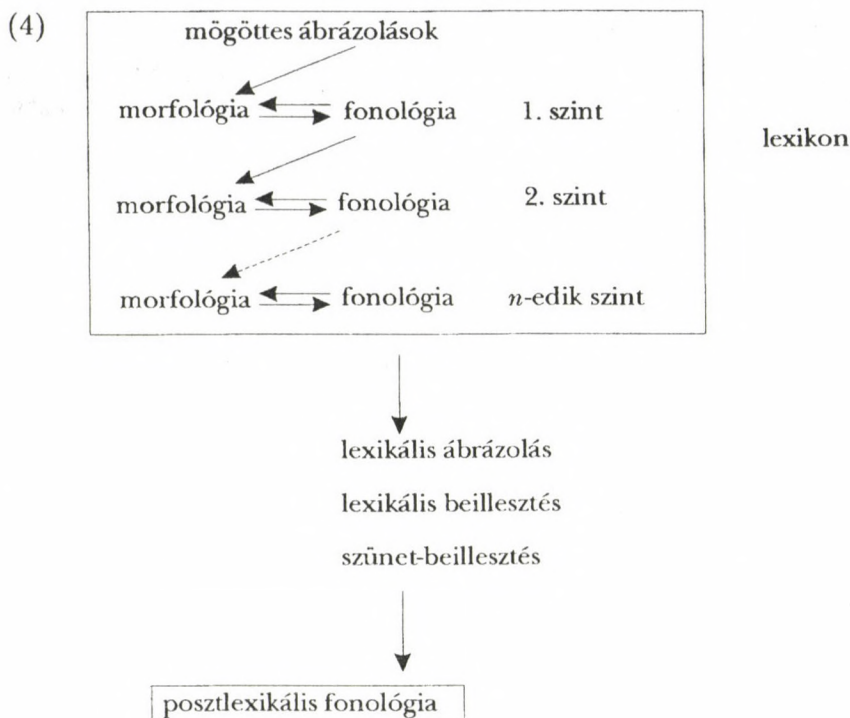 (4)
mögöttes ábrázolások
morfológia fonológia 1. szint
lexikon
morfológia fonológia 2. szint
morfológia fonológia n-edik szint
lexikális ábrázolás
lexikális beillesztés
szünet-beillesztés
posztlexikális fonológia